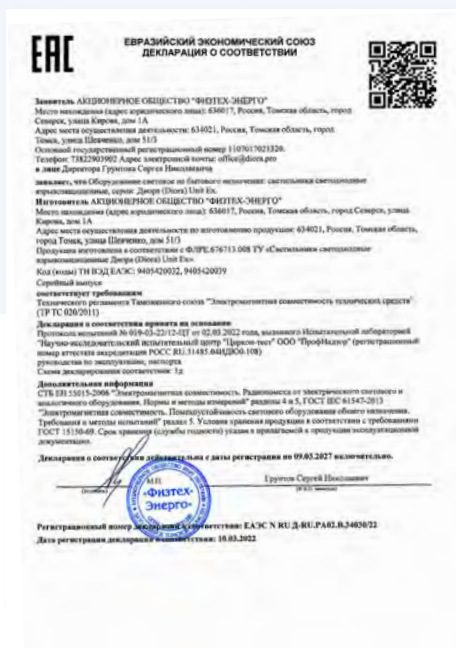 ЕАС
ЕВРАЗИЙСКИЙ ЭКОНОМИЧЕСКИЙ СОЮЗ
ДЕКЛАРАЦИЯ О СООТВЕТСТВИИ
Заявитель АКЦИОНЕРНОЕ ОБЩЕСТВО "ФИЗТЕХ-ЭНЕРГО"
Место нахождения (адрес юридического лица): 636017, Россия, Томская область, город
Северск, улица Кирова, дом 1А
Адрес места осуществления деятельности: 634021, Россия, Томская область, город
Томск, улица Шевченко, дом 51/3
Основной государственный регистрационный номер 1107017021320.
Телефон: 73822903902 Адрес электронной почты: office@diora.pro
в лице Директора Грунтова Сергея Николаевича
заявляет, что Оборудование световое не бытового назначения: светильники светодиодные
взрывозащищенные, серии: Диора (Diora) Unit Ex.
Изготовитель АКЦИОНЕРНОЕ ОБЩЕСТВО "ФИЗТЕХ-ЭНЕРГО"
Место нахождения (адрес юридического лица): 636017, Россия, Томская область, город Северск, улица
Кирова, дом 1А
Адрес места осуществления деятельности по изготовлению продукции: 634021, Россия, Томская область,
город Томск, улица Шевченко, дом 51/3
Продукция изготовлена в соответствии с ФЛРЕ.676713.008 ТУ «Светильники светодиодные
взрывозащищенные Диора (Diora) Unit Ex».
Код (коды) ТН ВЭД ЕАЭС: 9405420032, 9405420039
Серийный выпуск
соответствует требованиям
Технического регламента Таможенного союза "Электромагнитная совместимость технических средств"
(ТР ТС 020/2011)
Декларация о соответствии принята на основании
Протокола испытаний № 019-03-22/12-ЦТ от 02.03.2022 года, выданного Испытательной лабораторией
"Научно-исследовательский испытательный центр "Циркон-тест" ООО "ПрофНадзор" (регистрационный
номер аттестата аккредитации РОСС RU.31485.04ИДЮ0.108)
руководства по эксплуатации, паспорта
Схема декларирования соответствия: 1д
Дополнительная информация
СТБ ЕН 55015-2006 "Электромагнитная совместимость. Радиопомехи от электрического светового и
аналогичного оборудования. Нормы и методы измерений" разделы 4 и 5, ГОСТ IEC 61547-2013
"Электромагнитная совместимость. Помехоустойчивость светового оборудования общего назначения.
Требования и методы испытаний" раздел 5. Условия хранения продукции в соответствии с требованиями
ГОСТ 15150-69. Срок хранения (службы годности) указан в прилагаемой к продукции эксплуатационной
документации.
Декларация о соответствии действительна с даты регистрации по 09.03.2027 включительно.
М.П.
Грунтов Сергей Николаевич
(подпись)
«Физтех-
Энерго»
Регистрационный номер декларации о соответствии: ЕАЭС N RU Д-RU.РА02.В.34030/22
Дата регистрации декларации о соответствии: 10.03.2022